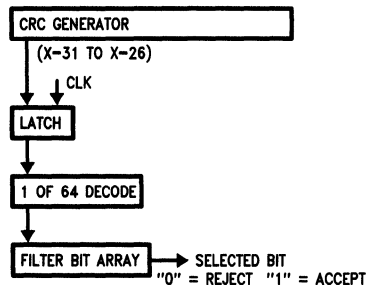 CRC GENERATOR
(X-31 TO X-26)
CLK
LATCH
1 OF 64 DECODE
FILTER BIT ARRAY
SELECTED BIT
"0" = REJECT "1" = ACCEPT